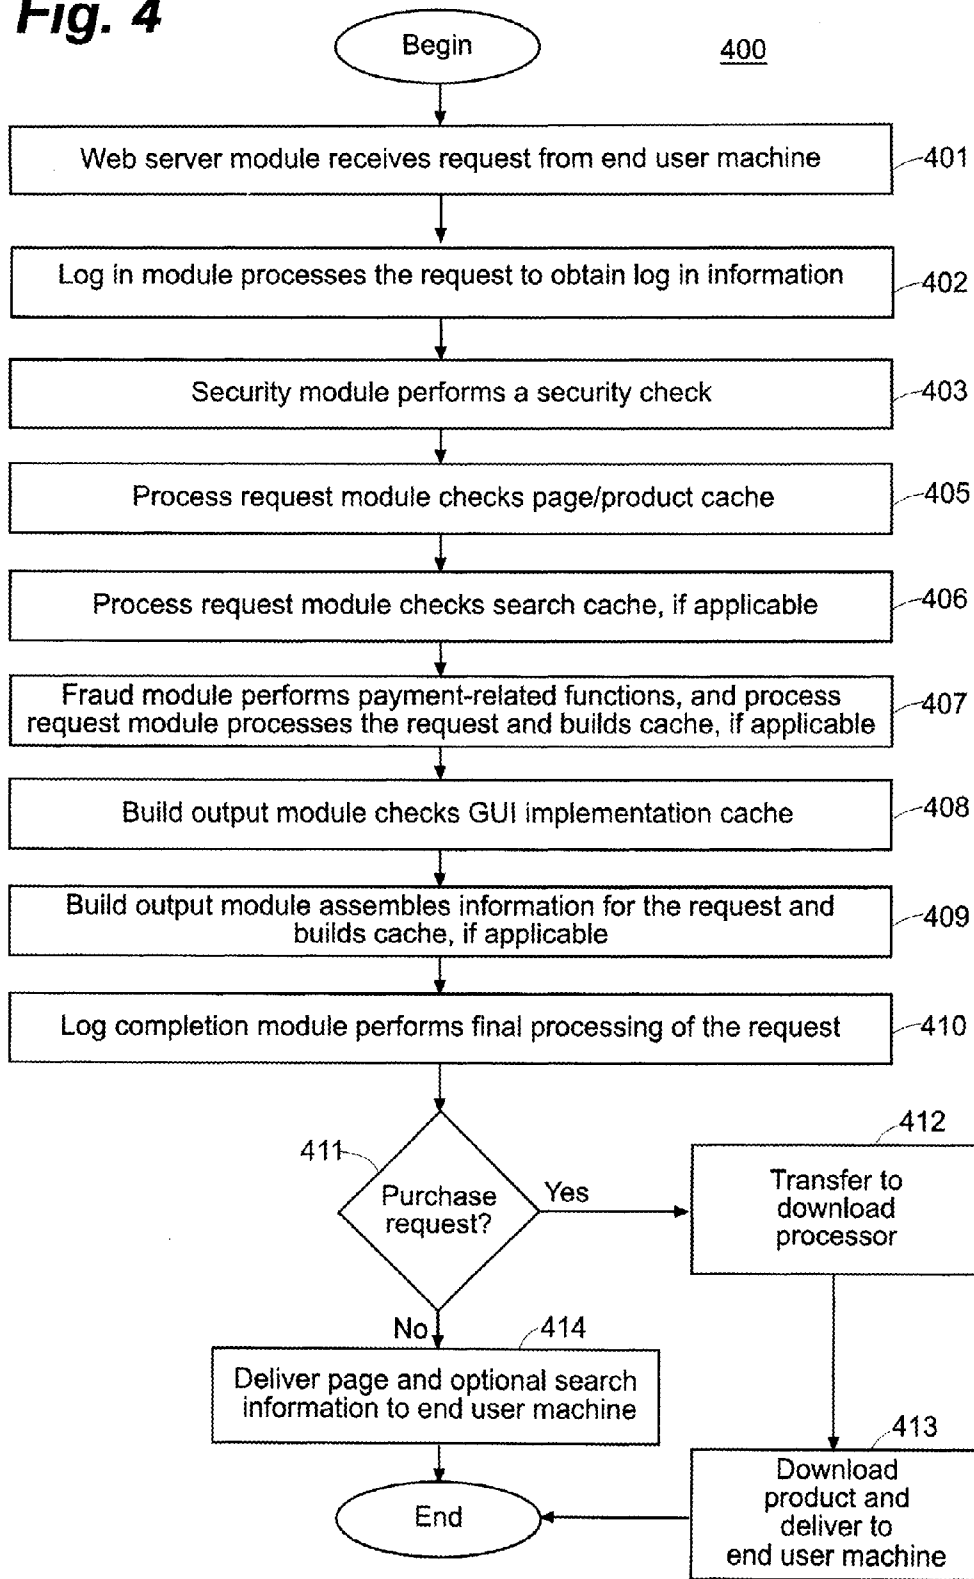 Fig. 4
Begin
400
Web server module receives request from end user machine
401
Log in module processes the request to obtain log in information
402
Security module performs a security check
403
Process request module checks page/product cache
405
Process request module checks search cache, if applicable
406
Fraud module performs payment-related functions, and process
request module processes the request and builds cache, if applicable
407
Build output module checks GUI implementation cache
408
Build output module assembles information for the request and
builds cache, if applicable
409
Log completion module performs final processing of the request
410
411
Purchase
request?
Yes
412
Transfer to
download
processor
No
414
Deliver page and optional search
information to end user machine
413
Download
product and
deliver to
end user machine
End